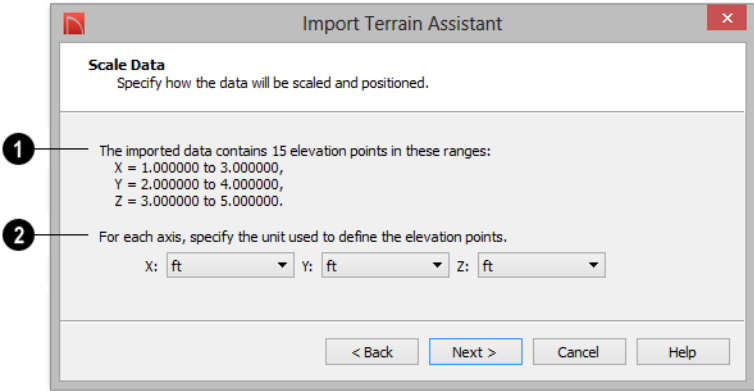 Import Terrain Assistant
Scale Data
Specify how the data will be scaled and positioned.
1
The imported data contains 15 elevation points in these ranges:
X = 1.000000 to 3.000000,
Y = 2.000000 to 4.000000,
Z = 3.000000 to 5.000000.
2
For each axis, specify the unit used to define the elevation points.
X: ft Y: ft Z: ft
< Back Next > Cancel Help